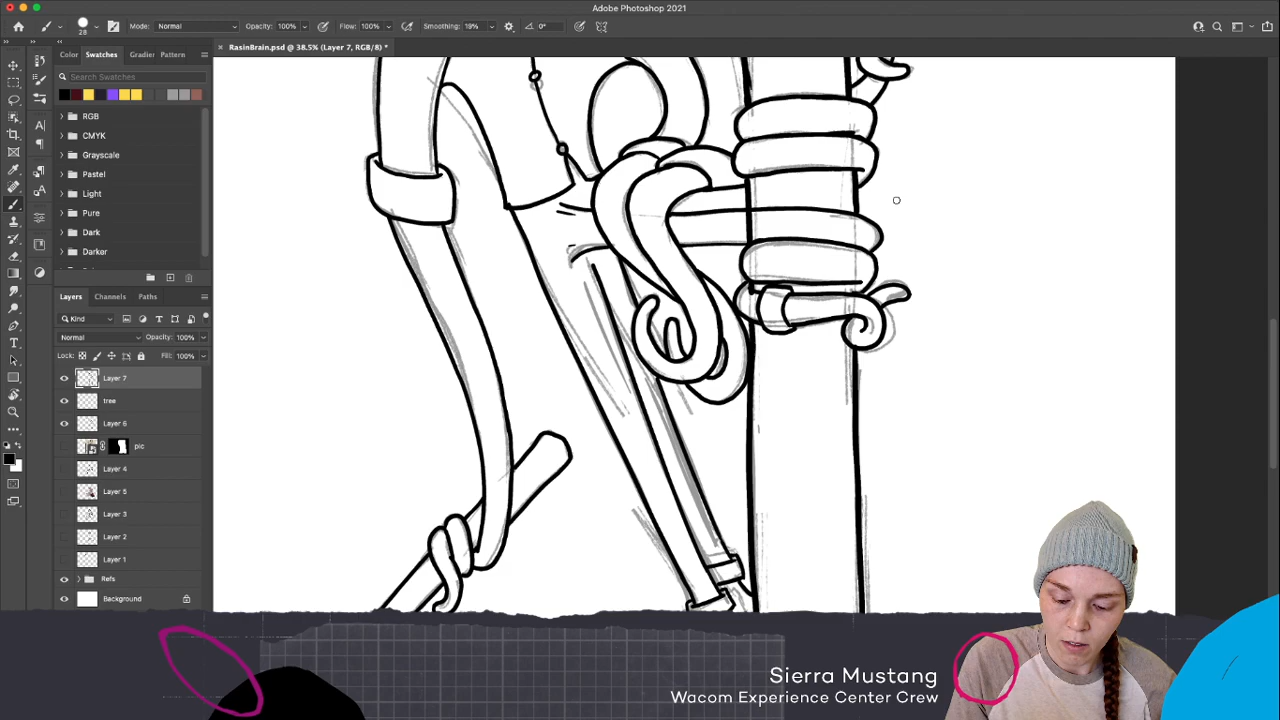 Adobe Photoshop 2021
28 Mode: Normal Opacity: 100% Flow: 100% Smoothing: 19% 0°
Color Swatches Gradier Pattern
RasinBrain.psd @ 38.5% (Layer 7, RGB/8) *
Search Swatches
RGB
CMYK
Grayscale
Pastel
Light
Pure
Dark
Darker
Layers Channels Paths
Kind
Normal Opacity: 100%
Lock: Fill: 100%
Layer 7
tree
Layer 6
pic
Layer 4
Layer 5
Layer 3
Layer 2
Layer 1
Refs
Background
Sierra Mustang
Wacom Experience Center Crew